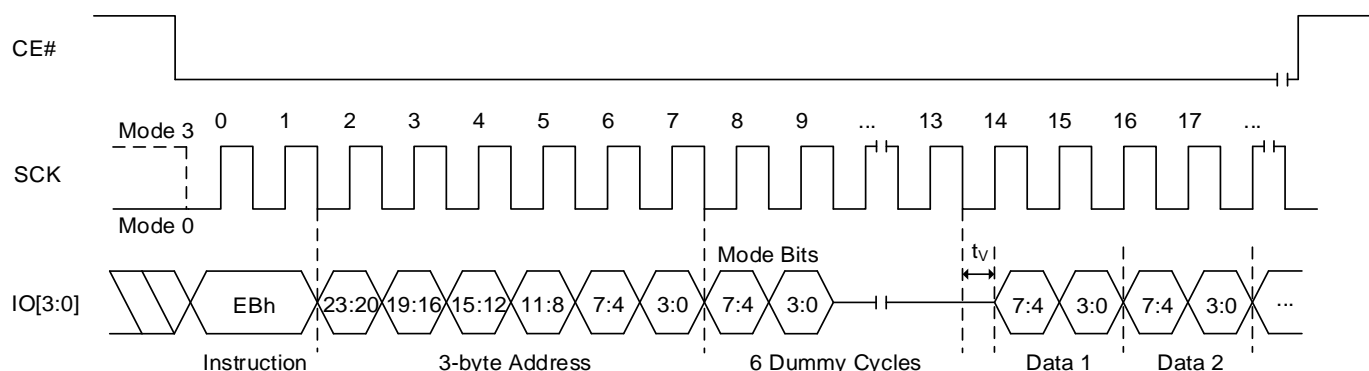 CE#
0 1 2 3 4 5 6 7 8 9 ... 13 14 15 16 17 ...
Mode 3
SCK
Mode 0
Mode Bits tV
IO[3:0] EBh 23:20 19:16 15:12 11:8 7:4 3:0 7:4 3:0 7:4 3:0 7:4 3:0 ...
Instruction 3-byte Address 6 Dummy Cycles Data 1 Data 2